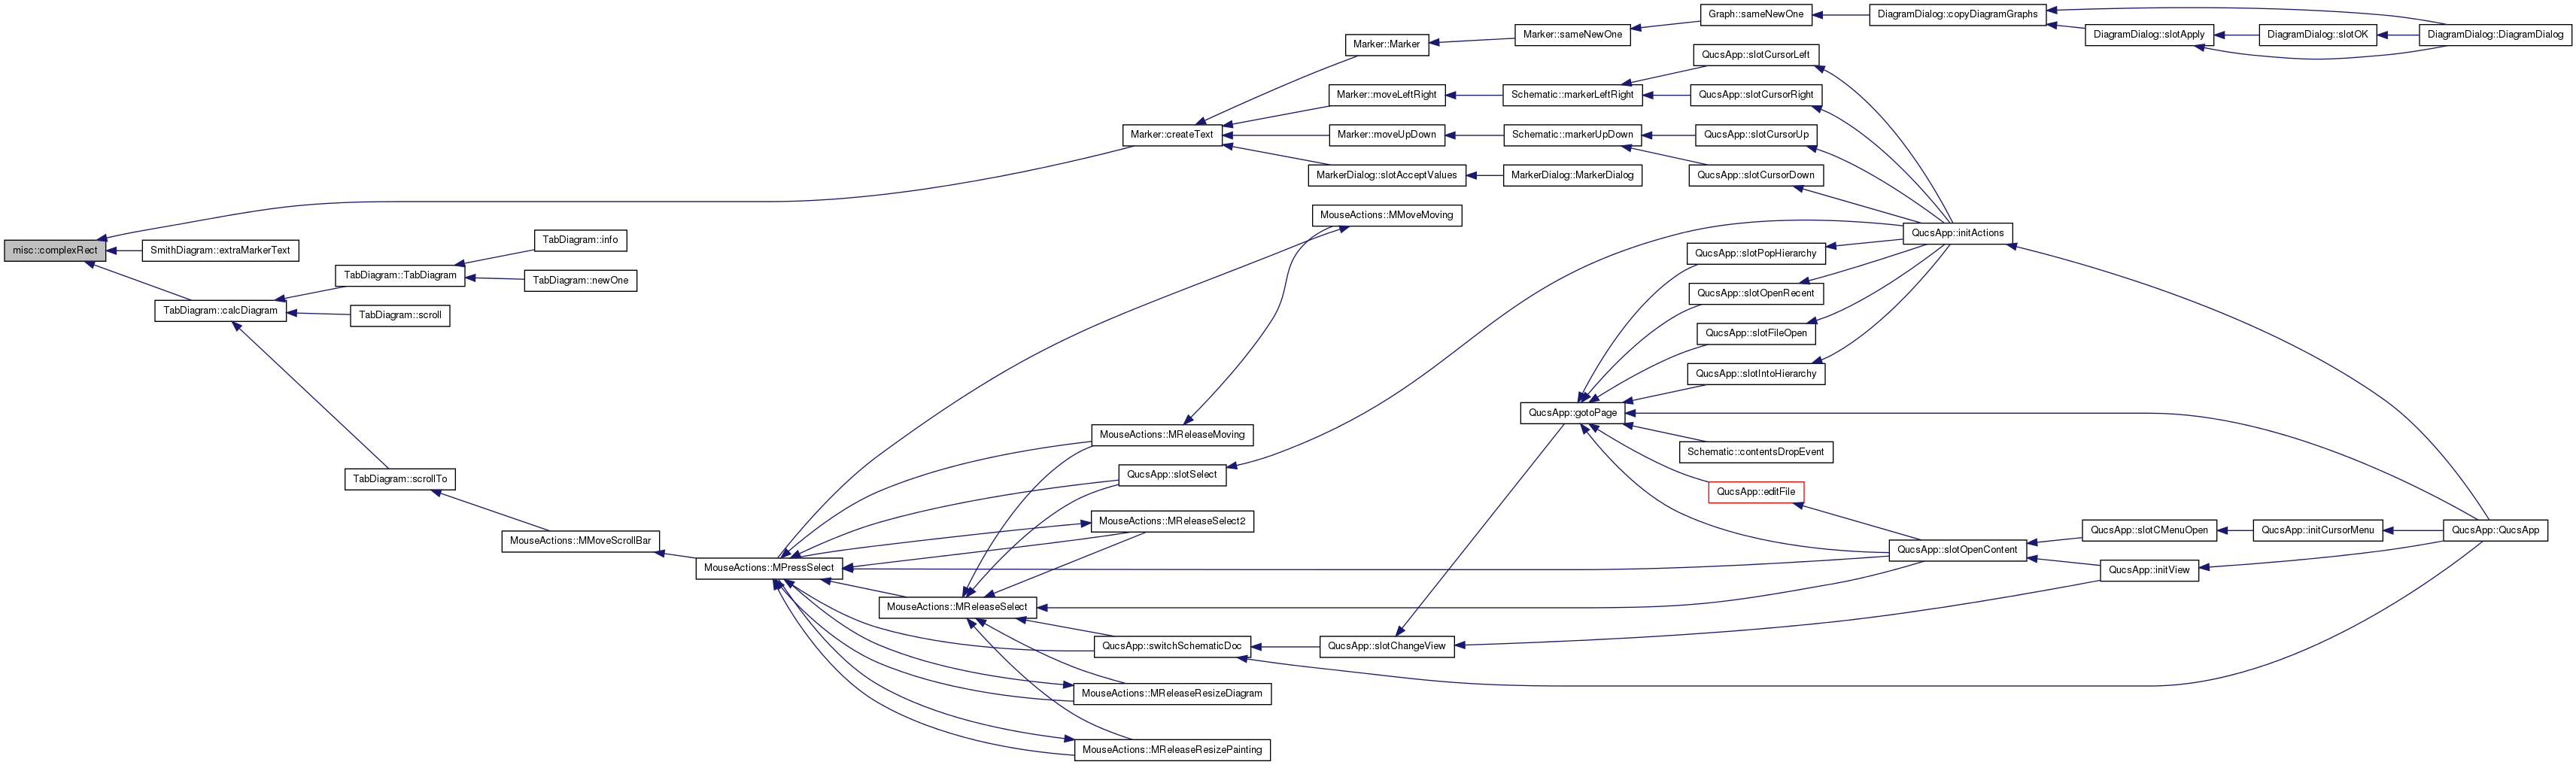 misc::complexRect
SmithDiagram::extraMarkerText
TabDiagram::calcDiagram
TabDiagram::TabDiagram
TabDiagram::info
TabDiagram::newOne
TabDiagram::scroll
TabDiagram::scrollTo
MouseActions::MMoveScrollBar
MouseActions::MPressSelect
MouseActions::MReleaseSelect
MouseActions::MMoveMoving
MouseActions::MReleaseMoving
QucsApp::slotSelect
MouseActions::MReleaseSelect2
QucsApp::switchSchematicDoc
MouseActions::MReleaseResizeDiagram
MouseActions::MReleaseResizePainting
Marker::createText
Marker::Marker
Marker::moveLeftRight
Marker::moveUpDown
MarkerDialog::slotAcceptValues
Marker::sameNewOne
Schematic::markerLeftRight
Schematic::markerUpDown
MarkerDialog::MarkerDialog
Graph::sameNewOne
QucsApp::slotCursorLeft
QucsApp::slotCursorRight
QucsApp::slotCursorUp
QucsApp::slotCursorDown
DiagramDialog::copyDiagramGraphs
DiagramDialog::slotApply
DiagramDialog::slotOK
DiagramDialog::DiagramDialog
QucsApp::initActions
QucsApp::slotPopHierarchy
QucsApp::slotOpenRecent
QucsApp::slotFileOpen
QucsApp::slotIntoHierarchy
QucsApp::gotoPage
Schematic::contentsDropEvent
QucsApp::editFile
QucsApp::slotOpenContent
QucsApp::slotChangeView
QucsApp::slotCMenuOpen
QucsApp::initCursorMenu
QucsApp::initView
QucsApp::QucsApp